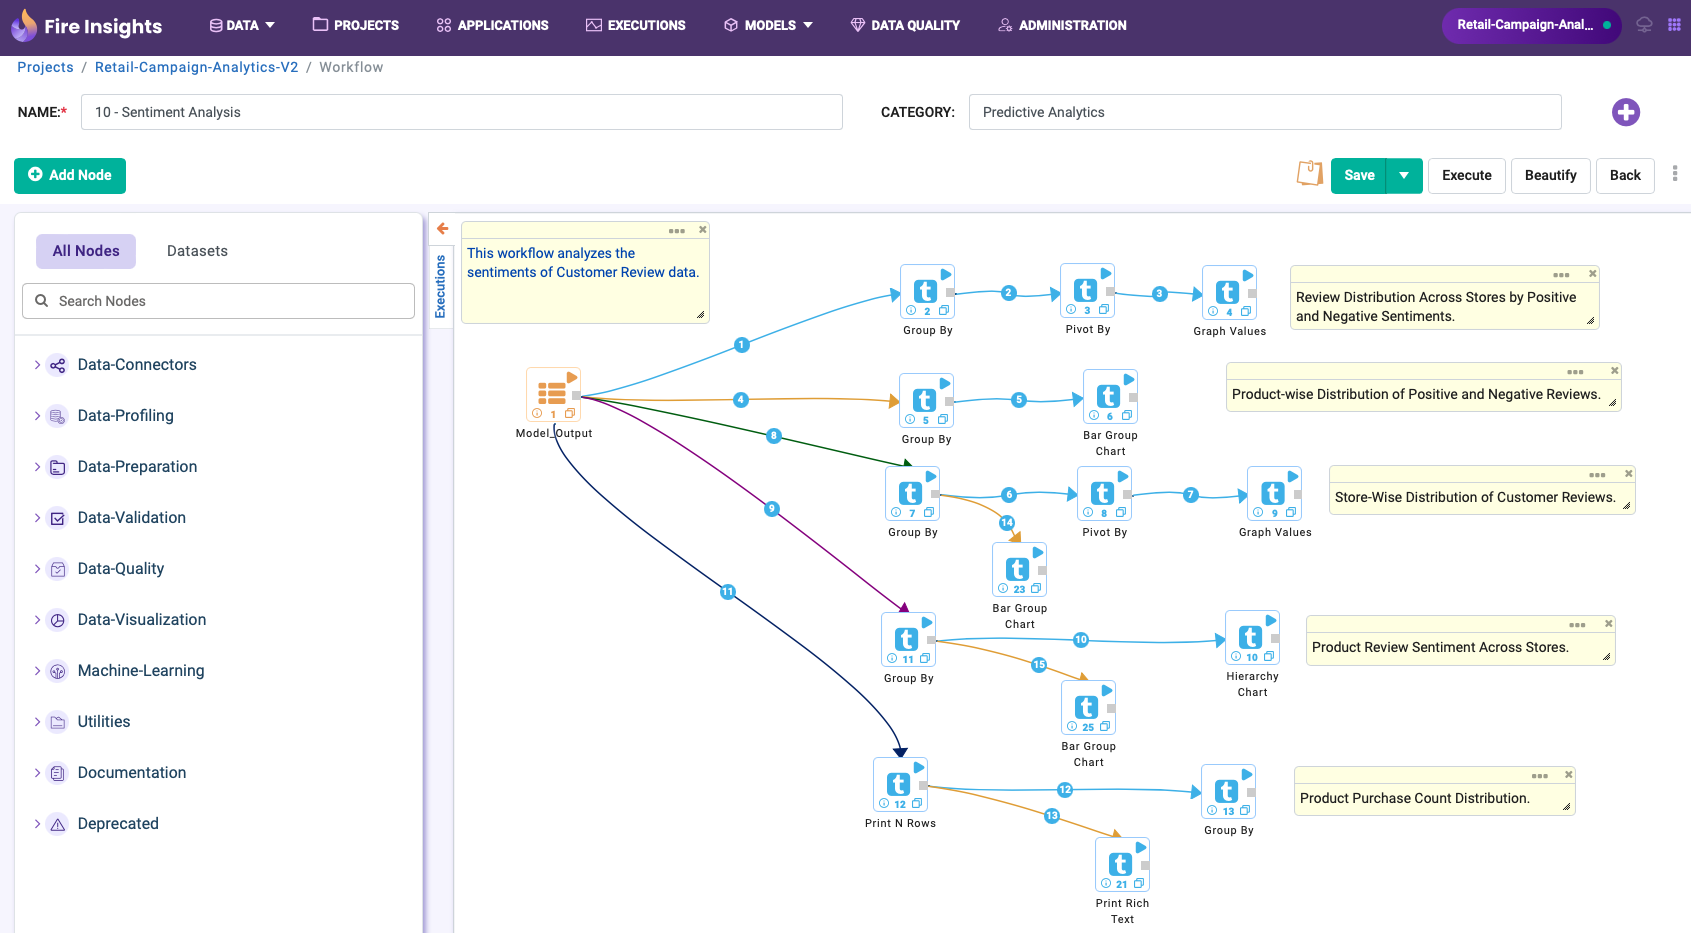 Fire Insights
DATA
PROJECTS
APPLICATIONS
EXECUTIONS
MODELS
DATA QUALITY
ADMINISTRATION
Retail-Campaign-Anal...
Projects / Retail-Campaign-Analytics-V2 / Workflow
NAME:* 10 - Sentiment Analysis
CATEGORY: Predictive Analytics
Add Node
Save
Execute
Beautify
Back
All Nodes
Datasets
Search Nodes
Data-Connectors
Data-Profiling
Data-Preparation
Data-Validation
Data-Quality
Data-Visualization
Machine-Learning
Utilities
Documentation
Deprecated
Executions
This workflow analyzes the
sentiments of Customer Review data.
1
Model_Output
1
t
2
Group By
2
t
3
Pivot By
3
t
4
Graph Values
Review Distribution Across Stores by Positive
and Negative Sentiments.
4
t
5
Group By
5
t
6
Bar Group
Chart
Product-wise Distribution of Positive and Negative Reviews.
8
t
7
Group By
6
t
8
Pivot By
7
t
9
Graph Values
Store-Wise Distribution of Customer Reviews.
14
t
23
Bar Group
Chart
9
t
11
Group By
10
t
10
Hierarchy
Chart
Product Review Sentiment Across Stores.
15
t
25
Bar Group
Chart
11
t
12
Print N Rows
12
t
13
Group By
Product Purchase Count Distribution.
13
t
21
Print Rich
Text